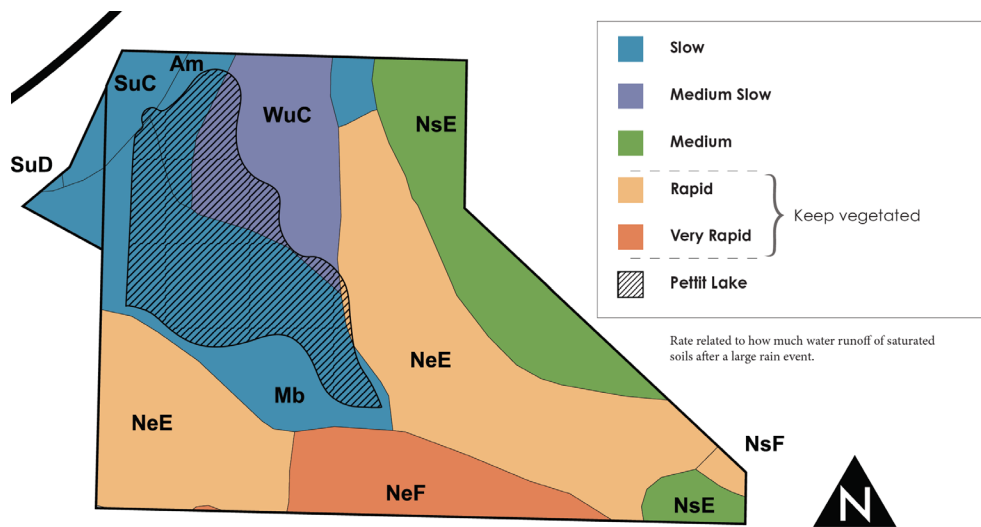 Am
SuC
WuC
NsE
SuD
NeE
Mb
NeE
NsF
NeF
NsE
Slow
Medium Slow
Medium
Rapid
Very Rapid
Keep vegetated
Pettit Lake
Rate related to how much water runoff of saturated
soils after a large rain event.
N